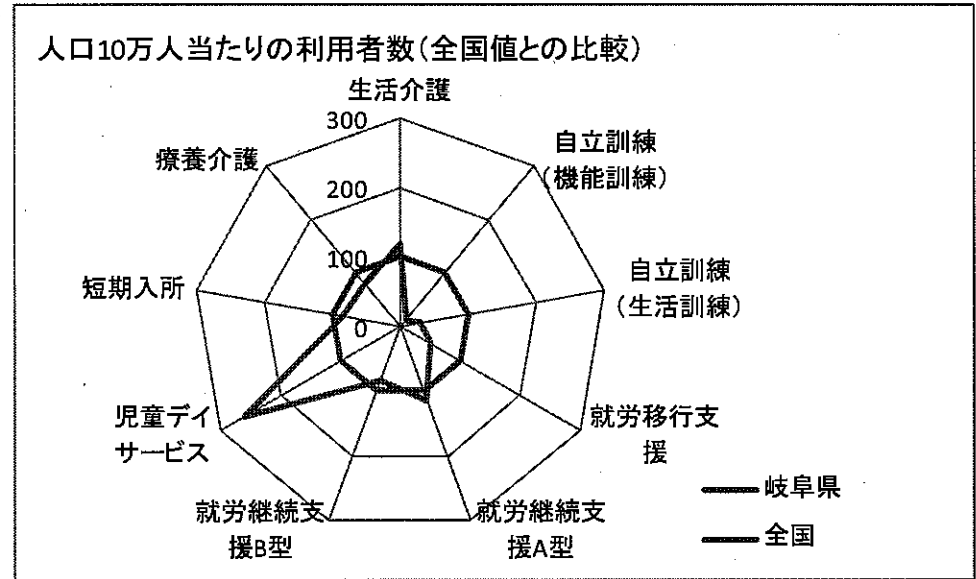 人口10万人当たりの利用者数(全国値との比較)
生活介護
300
200
100
0
自立訓練
(機能訓練)
自立訓練
(生活訓練)
就労移行支
援
就労継続支
援A型
就労継続支
援B型
児童デイ
サービス
短期入所
療養介護
岐阜県
全国